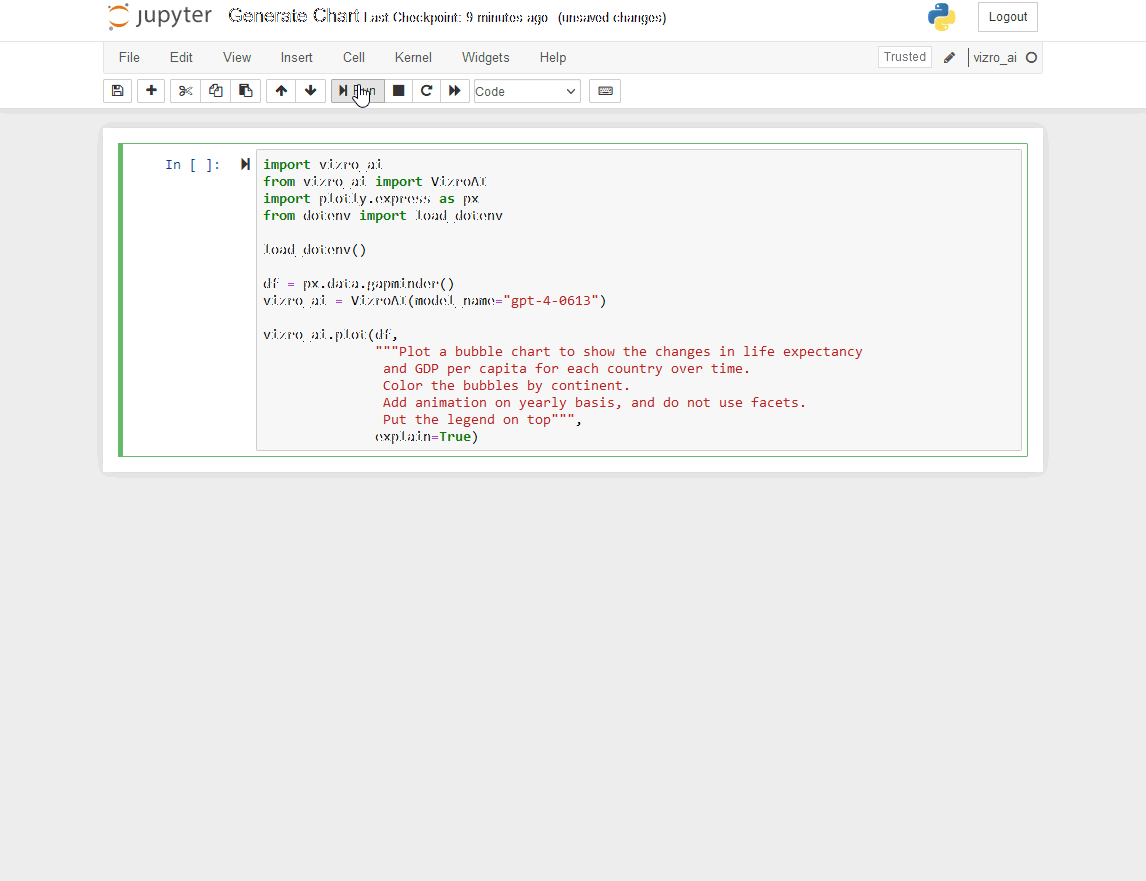 jupyter Generate Chart Last Checkpoint: 9 minutes ago (unsaved changes) Logout
File Edit View Insert Cell Kernel Widgets Help Trusted vizro_ai
Run Code
In [ ]: import vizro_ai
from vizro_ai import VizroAI
import plotly.express as px
from dotenv import load_dotenv
load_dotenv()
df = px.data.gapminder()
vizro_ai = VizroAI(model_name="gpt-4-0613")
vizro_ai.plot(df,
"""Plot a bubble chart to show the changes in life expectancy
and GDP per capita for each country over time.
Color the bubbles by continent.
Add animation on yearly basis, and do not use facets.
Put the legend on top""",
explain=True)